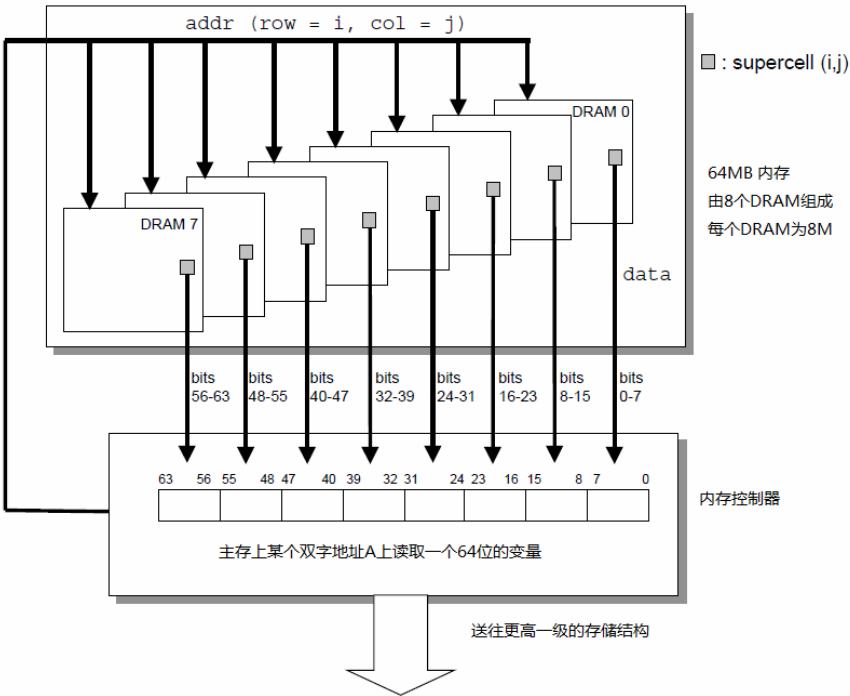 addr (row = i, col = j)
: supercell (i,j)
DRAM 0
64MB 内存
由8个DRAM组成
每个DRAM为8M
DRAM 7
data
bits 56-63
bits 48-55
bits 40-47
bits 32-39
bits 24-31
bits 16-23
bits 8-15
bits 0-7
63 56 55 48 47 40 39 32 31 24 23 16 15 8 7 0
内存控制器
主存上某个双字地址A上读取一个64位的变量
送往更高一级的存储结构